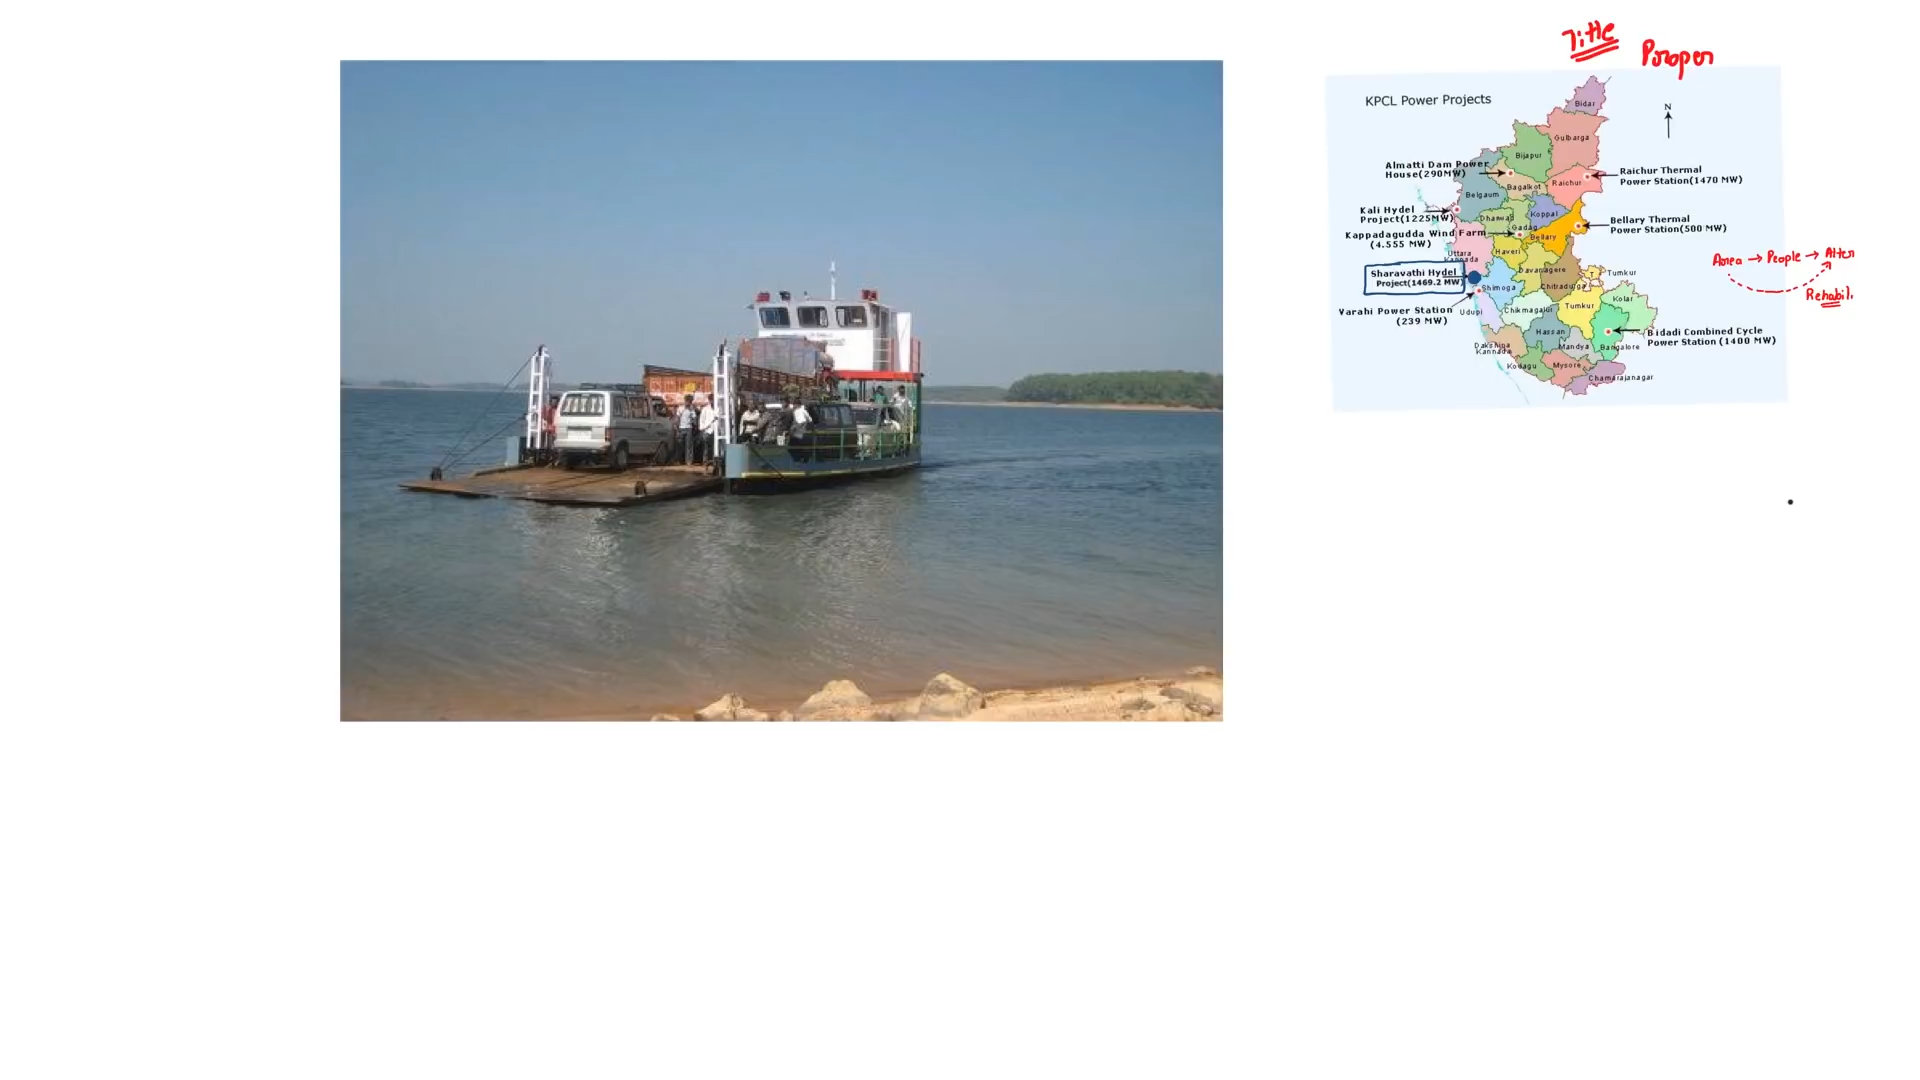 Title
Proper
KPCL Power Projects
N
Bidar
Gulbarga
Bijapur
Almatti Dam Power
House(290MW)
Raichur Thermal
Power Station(1470 MW)
Raichur
Bagalkot
Belgaum
Kali Hydel
Project(1225MW)
Koppal
Dharwad
Gadag
Bellary Thermal
Power Station(500 MW)
Kappadagudda Wind Farm
(4.555 MW)
Bellary
Haveri
Uttara
Kannada
Area → People → Alter
Rehabil.
Sharavathi Hydel
Project(1469.2 MW)
Davanagere
Tumkur
T
Shimoga
Chitradurga
Kolar
Tumkur
Varahi Power Station
(239 MW)
Udupi
Chikmagalur
Hassan
Bidadi Combined Cycle
Power Station (1400 MW)
Dakshina
Kannada
Mandya
Bangalore
Kodagu
Mysore
Chamarajanagar